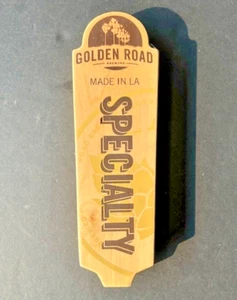 GOLDEN ROAD
BREWING
MADE IN LA
SPECIALTY